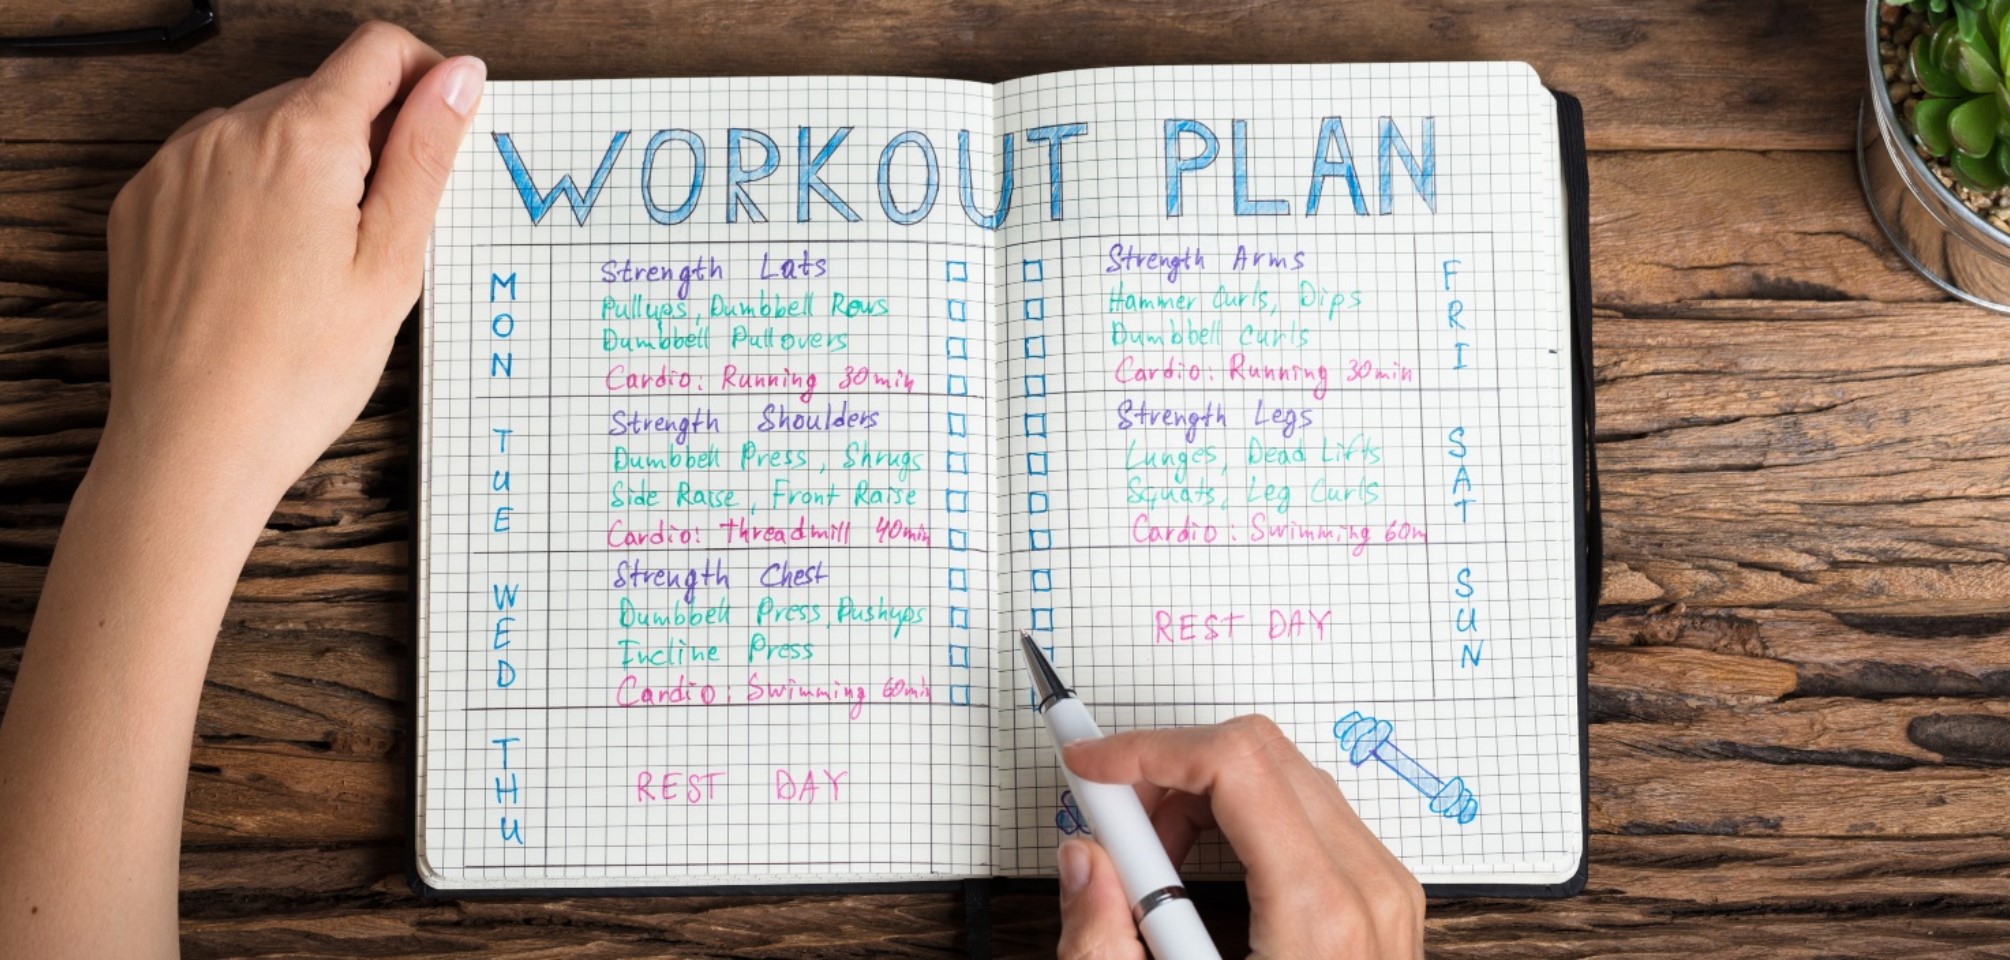 WORKOUT PLAN
MON
Strength Lats
Pullups, Dumbbell Rows
Dumbbell Pullovers
Cardio: Running 30min
TUE
Strength Shoulders
Dumbbell Press, Shrugs
Side Raise, Front Raise
Cardio: threadmill 40min
WED
Strength Chest
Dumbbell Press, Pushups
Incline Press
Cardio: Swimming 60min
THU
REST DAY
Strength Arms
Hammer Curls, Dips
Dumbbell Curls
Cardio: Running 30min
FRI
Strength Legs
Lunges, Dead Lifts
Squats, Leg Curls
Cardio: Swimming 60m
SAT
REST DAY
SUN